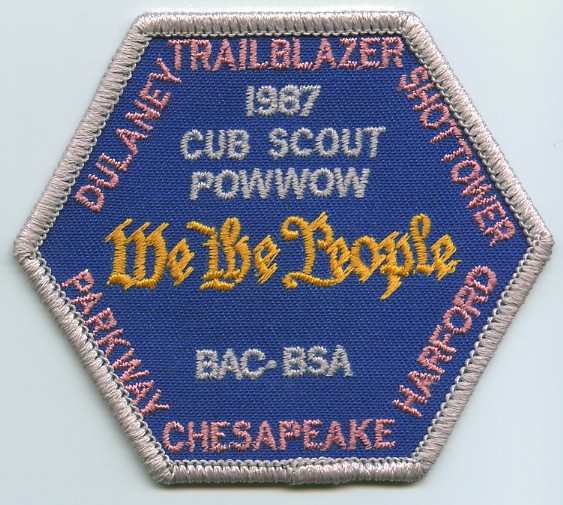 TRAILBLAZER
SHOTTOWER
HARFORD
CHESAPEAKE
PARKWAY
DULANEY
1987
CUB SCOUT
POWWOW
We the People
BAC-BSA